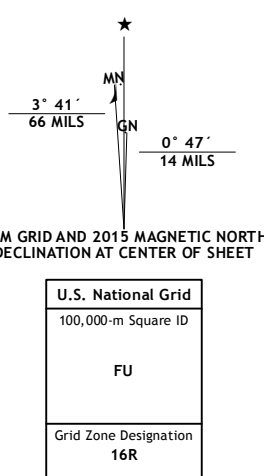 MN
3° 41´
66 MILS
GN
0° 47´
14 MILS
M GRID AND 2015 MAGNETIC NORTH
DECLINATION AT CENTER OF SHEET
U.S. National Grid
100,000-m Square ID
FU
Grid Zone Designation
16R